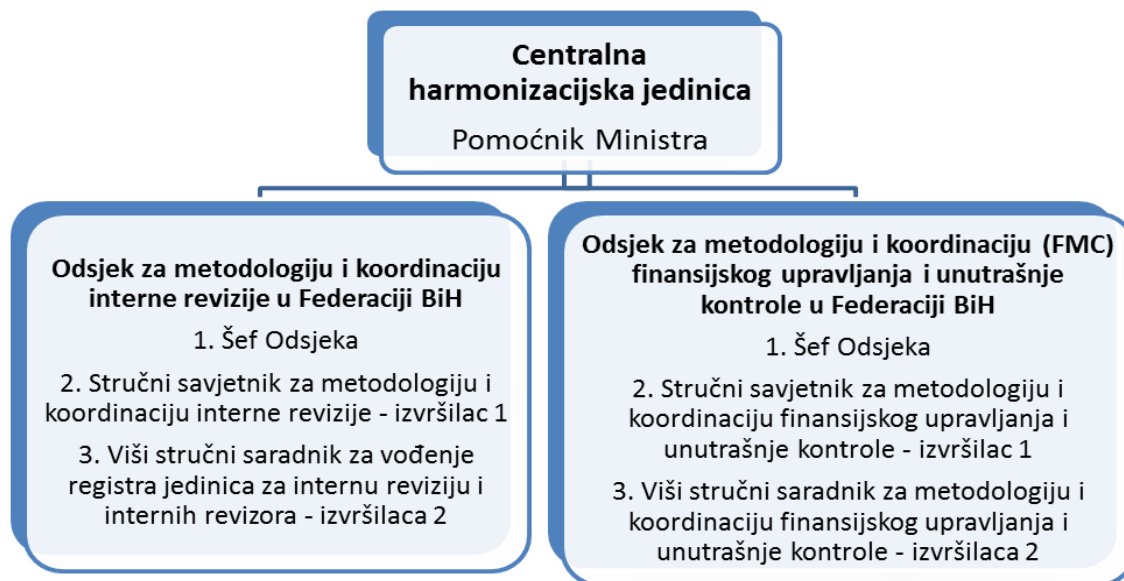 Centralna
harmonizacijska jedinica
Pomoćnik Ministra
Odsjek za metodologiju i koordinaciju
interne revizije u Federaciji BiH
1. Šef Odsjeka
2. Stručni savjetnik za metodologiju i
koordinaciju interne revizije - izvršilac 1
3. Viši stručni saradnik za vođenje
registra jedinica za internu reviziju i
internih revizora - izvršilaca 2
Odsjek za metodologiju i koordinaciju (FMC)
finansijskog upravljanja i unutrašnje
kontrole u Federaciji BiH
1. Šef Odsjeka
2. Stručni savjetnik za metodologiju i
koordinaciju finansijskog upravljanja i
unutrašnje kontrole - izvršilac 1
3. Viši stručni saradnik za metodologiju i
koordinaciju finansijskog upravljanja i
unutrašnje kontrole - izvršilaca 2